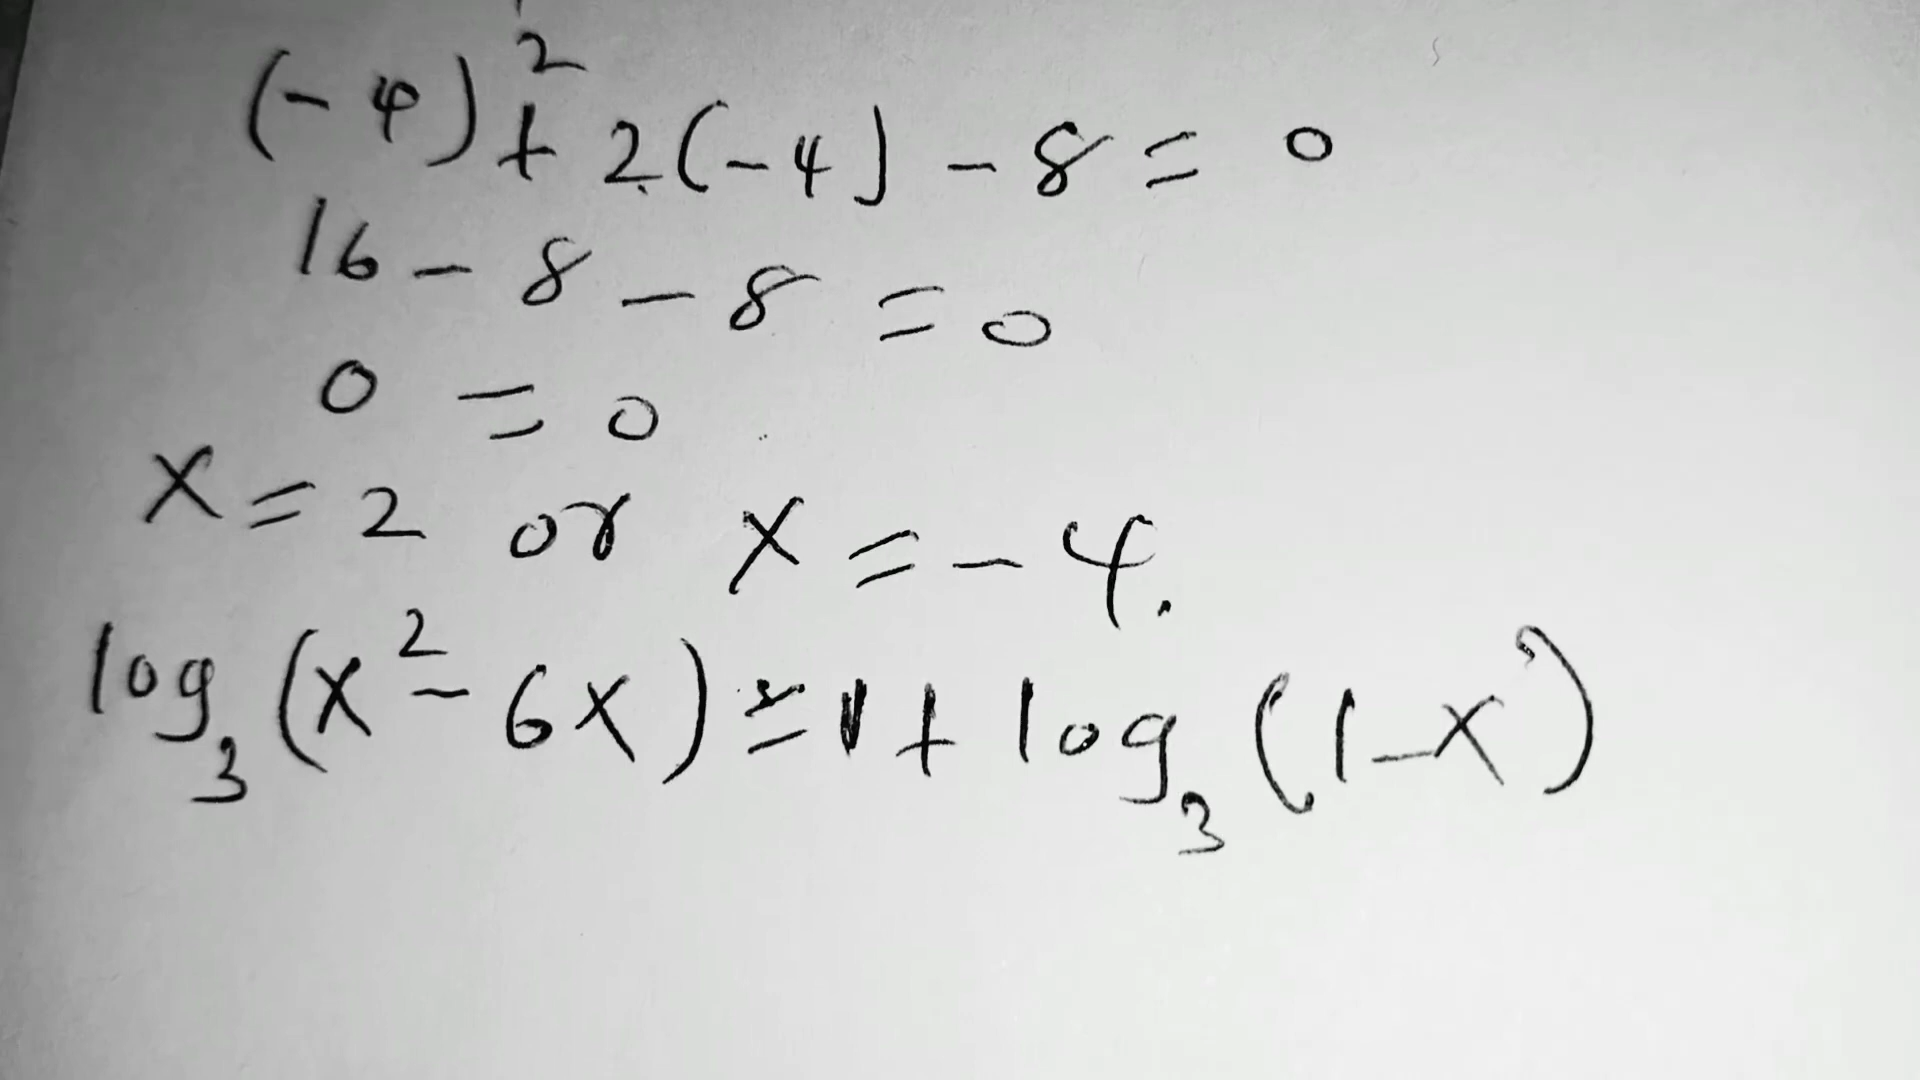 (-4)² + 2(-4) - 8 = 0
16 - 8 - 8 = 0
0 = 0
x = 2 or x = -4.
log₃ (x² - 6x) = 1 + log₃ (1 - x)